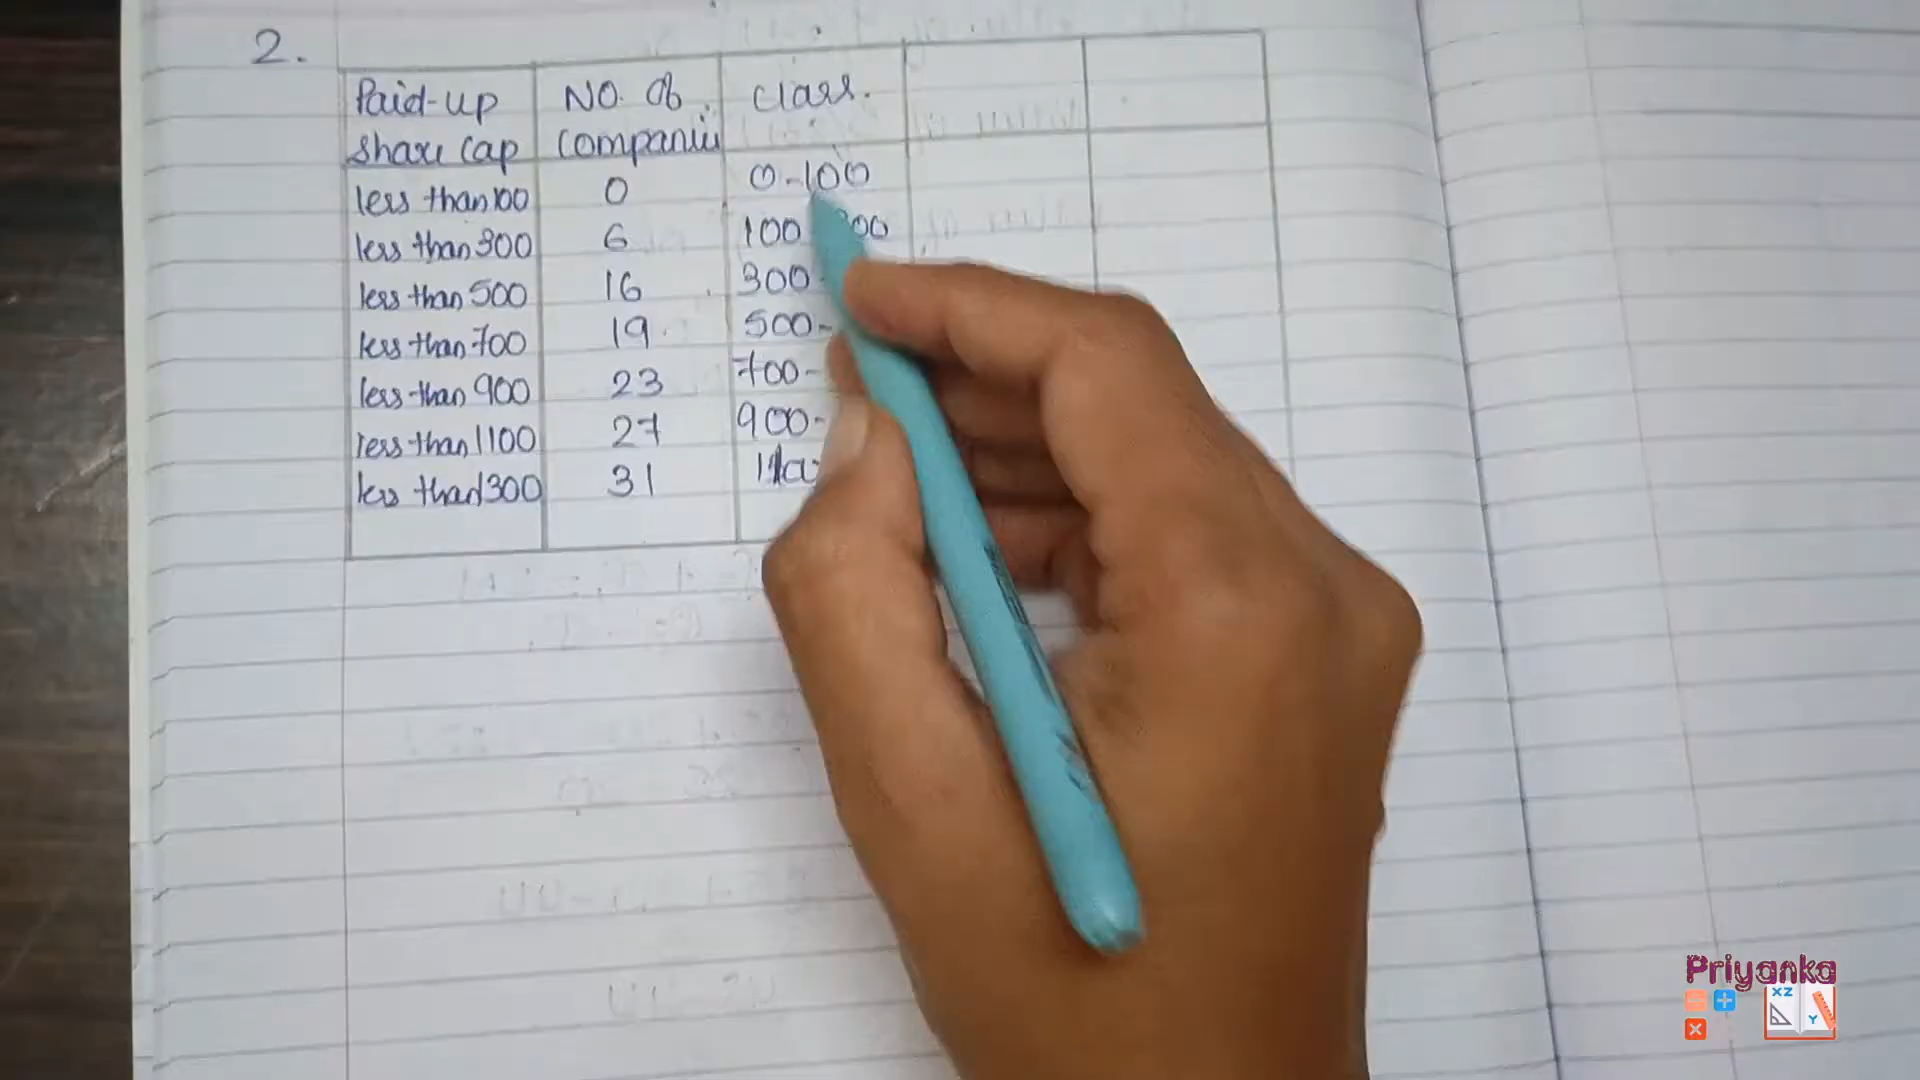 2.
Paid-up share cap No. of companies class.
less than 100 0 0-100
less than 300 6 100 300
less than 500 16 300-
less than 700 19 500-
less than 900 23 700-
less than 1100 27 900-
less than 1300 31
Priyanka
XZ
Y